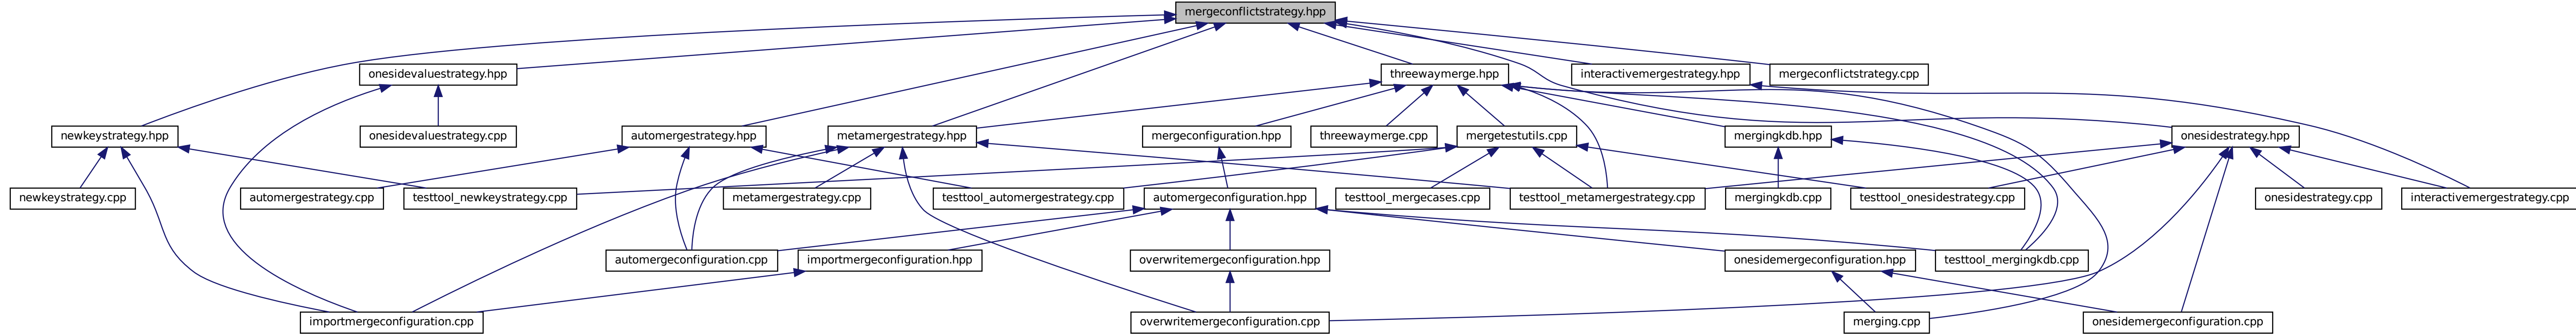 mergeconflictstrategy.hpp
onesidevaluestrategy.hpp
threewaymerge.hpp
interactivemergestrategy.hpp
mergeconflictstrategy.cpp
newkeystrategy.hpp
onesidevaluestrategy.cpp
automergestrategy.hpp
metamergestrategy.hpp
mergeconfiguration.hpp
threewaymerge.cpp
mergetestutils.cpp
mergingkdb.hpp
onesidestrategy.hpp
newkeystrategy.cpp
automergestrategy.cpp
testtool_newkeystrategy.cpp
metamergestrategy.cpp
testtool_automergestrategy.cpp
automergeconfiguration.hpp
testtool_mergecases.cpp
testtool_metamergestrategy.cpp
mergingkdb.cpp
testtool_onesidestrategy.cpp
onesidestrategy.cpp
interactivemergestrategy.cpp
automergeconfiguration.cpp
importmergeconfiguration.hpp
overwritemergeconfiguration.hpp
onesidemergeconfiguration.hpp
testtool_mergingkdb.cpp
importmergeconfiguration.cpp
overwritemergeconfiguration.cpp
merging.cpp
onesidemergeconfiguration.cpp